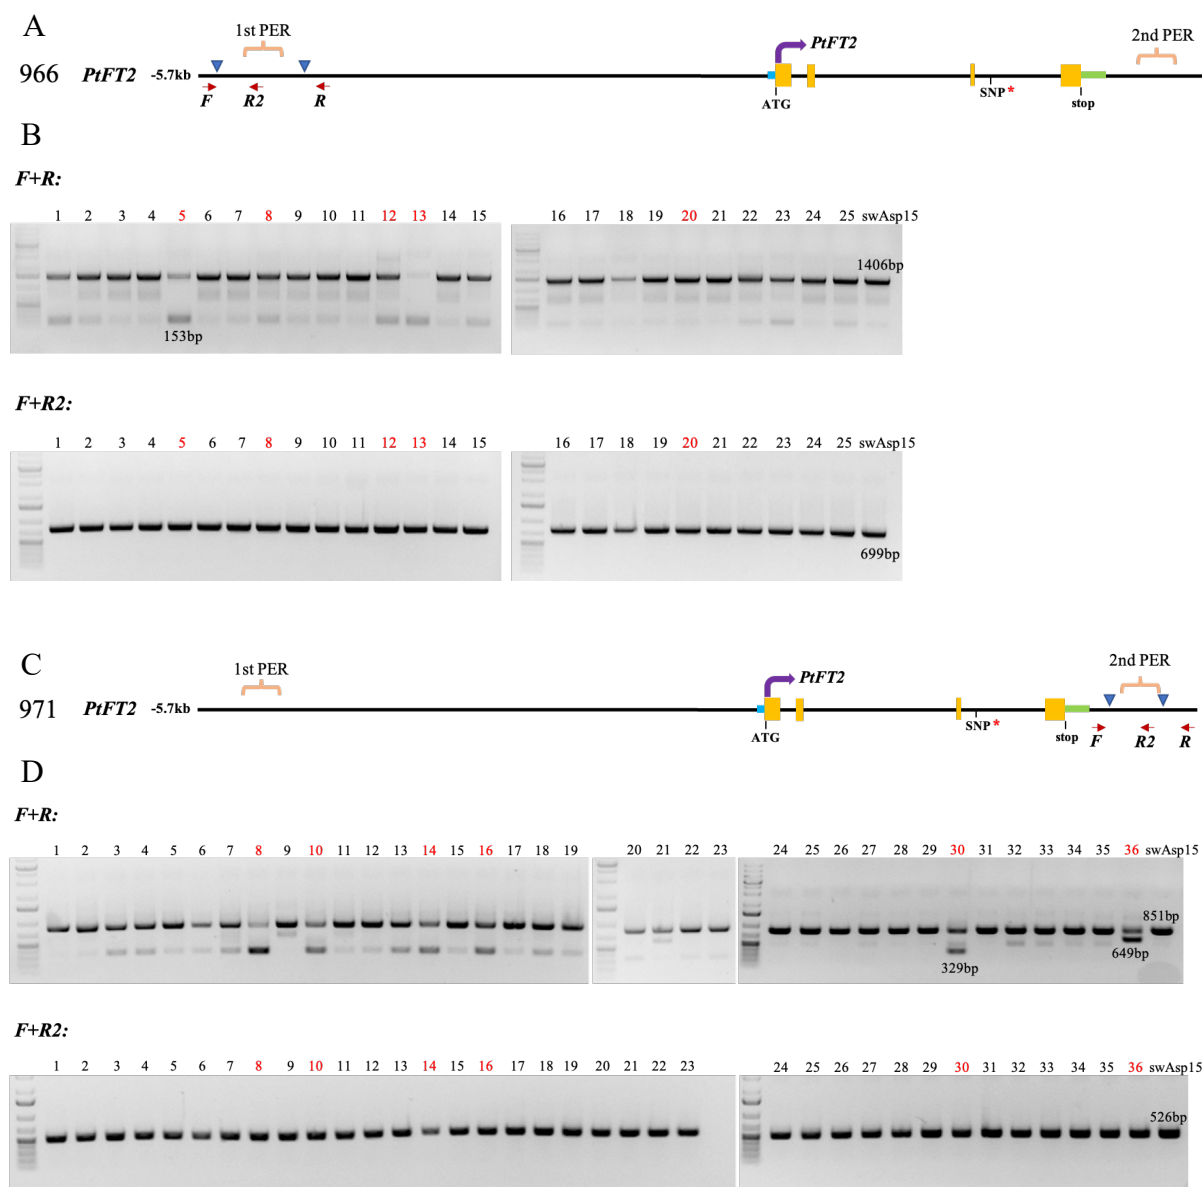 A
1st PER
PtFT2
2nd PER
966 PtFT2 -5.7kb
F R2 R ATG SNP* stop
B
F+R:
1 2 3 4 5 6 7 8 9 10 11 12 13 14 15 16 17 18 19 20 21 22 23 24 25 swAsp15
1406bp
153bp
F+R2:
1 2 3 4 5 6 7 8 9 10 11 12 13 14 15 16 17 18 19 20 21 22 23 24 25 swAsp15
699bp
C
1st PER
PtFT2
2nd PER
971 PtFT2 -5.7kb
ATG SNP* stop F R2 R
D
F+R:
1 2 3 4 5 6 7 8 9 10 11 12 13 14 15 16 17 18 19 20 21 22 23 24 25 26 27 28 29 30 31 32 33 34 35 36 swAsp15
851bp
649bp
329bp
F+R2:
1 2 3 4 5 6 7 8 9 10 11 12 13 14 15 16 17 18 19 20 21 22 23 24 25 26 27 28 29 30 31 32 33 34 35 36 swAsp15
526bp